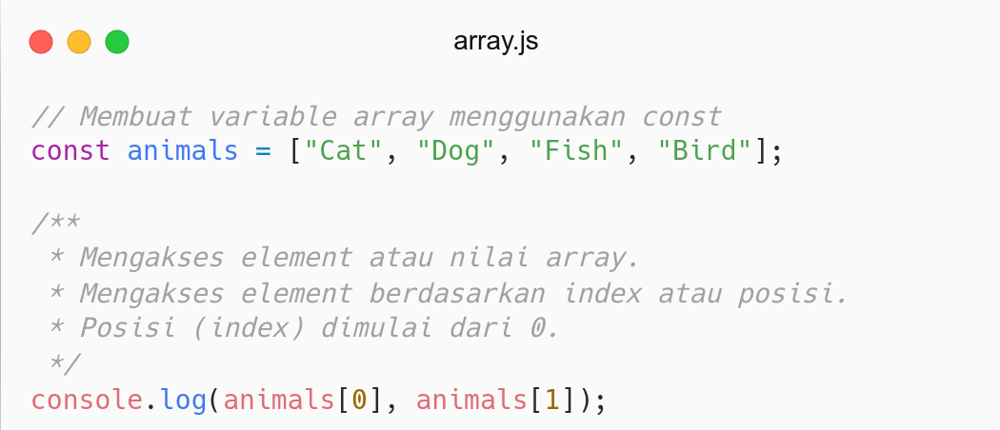 array.js
// Membuat variable array menggunakan const
const animals = ["Cat", "Dog", "Fish", "Bird"];
/**
 * Mengakses element atau nilai array.
 * Mengakses element berdasarkan index atau posisi.
 * Posisi (index) dimulai dari 0.
 */
console.log(animals[0], animals[1]);